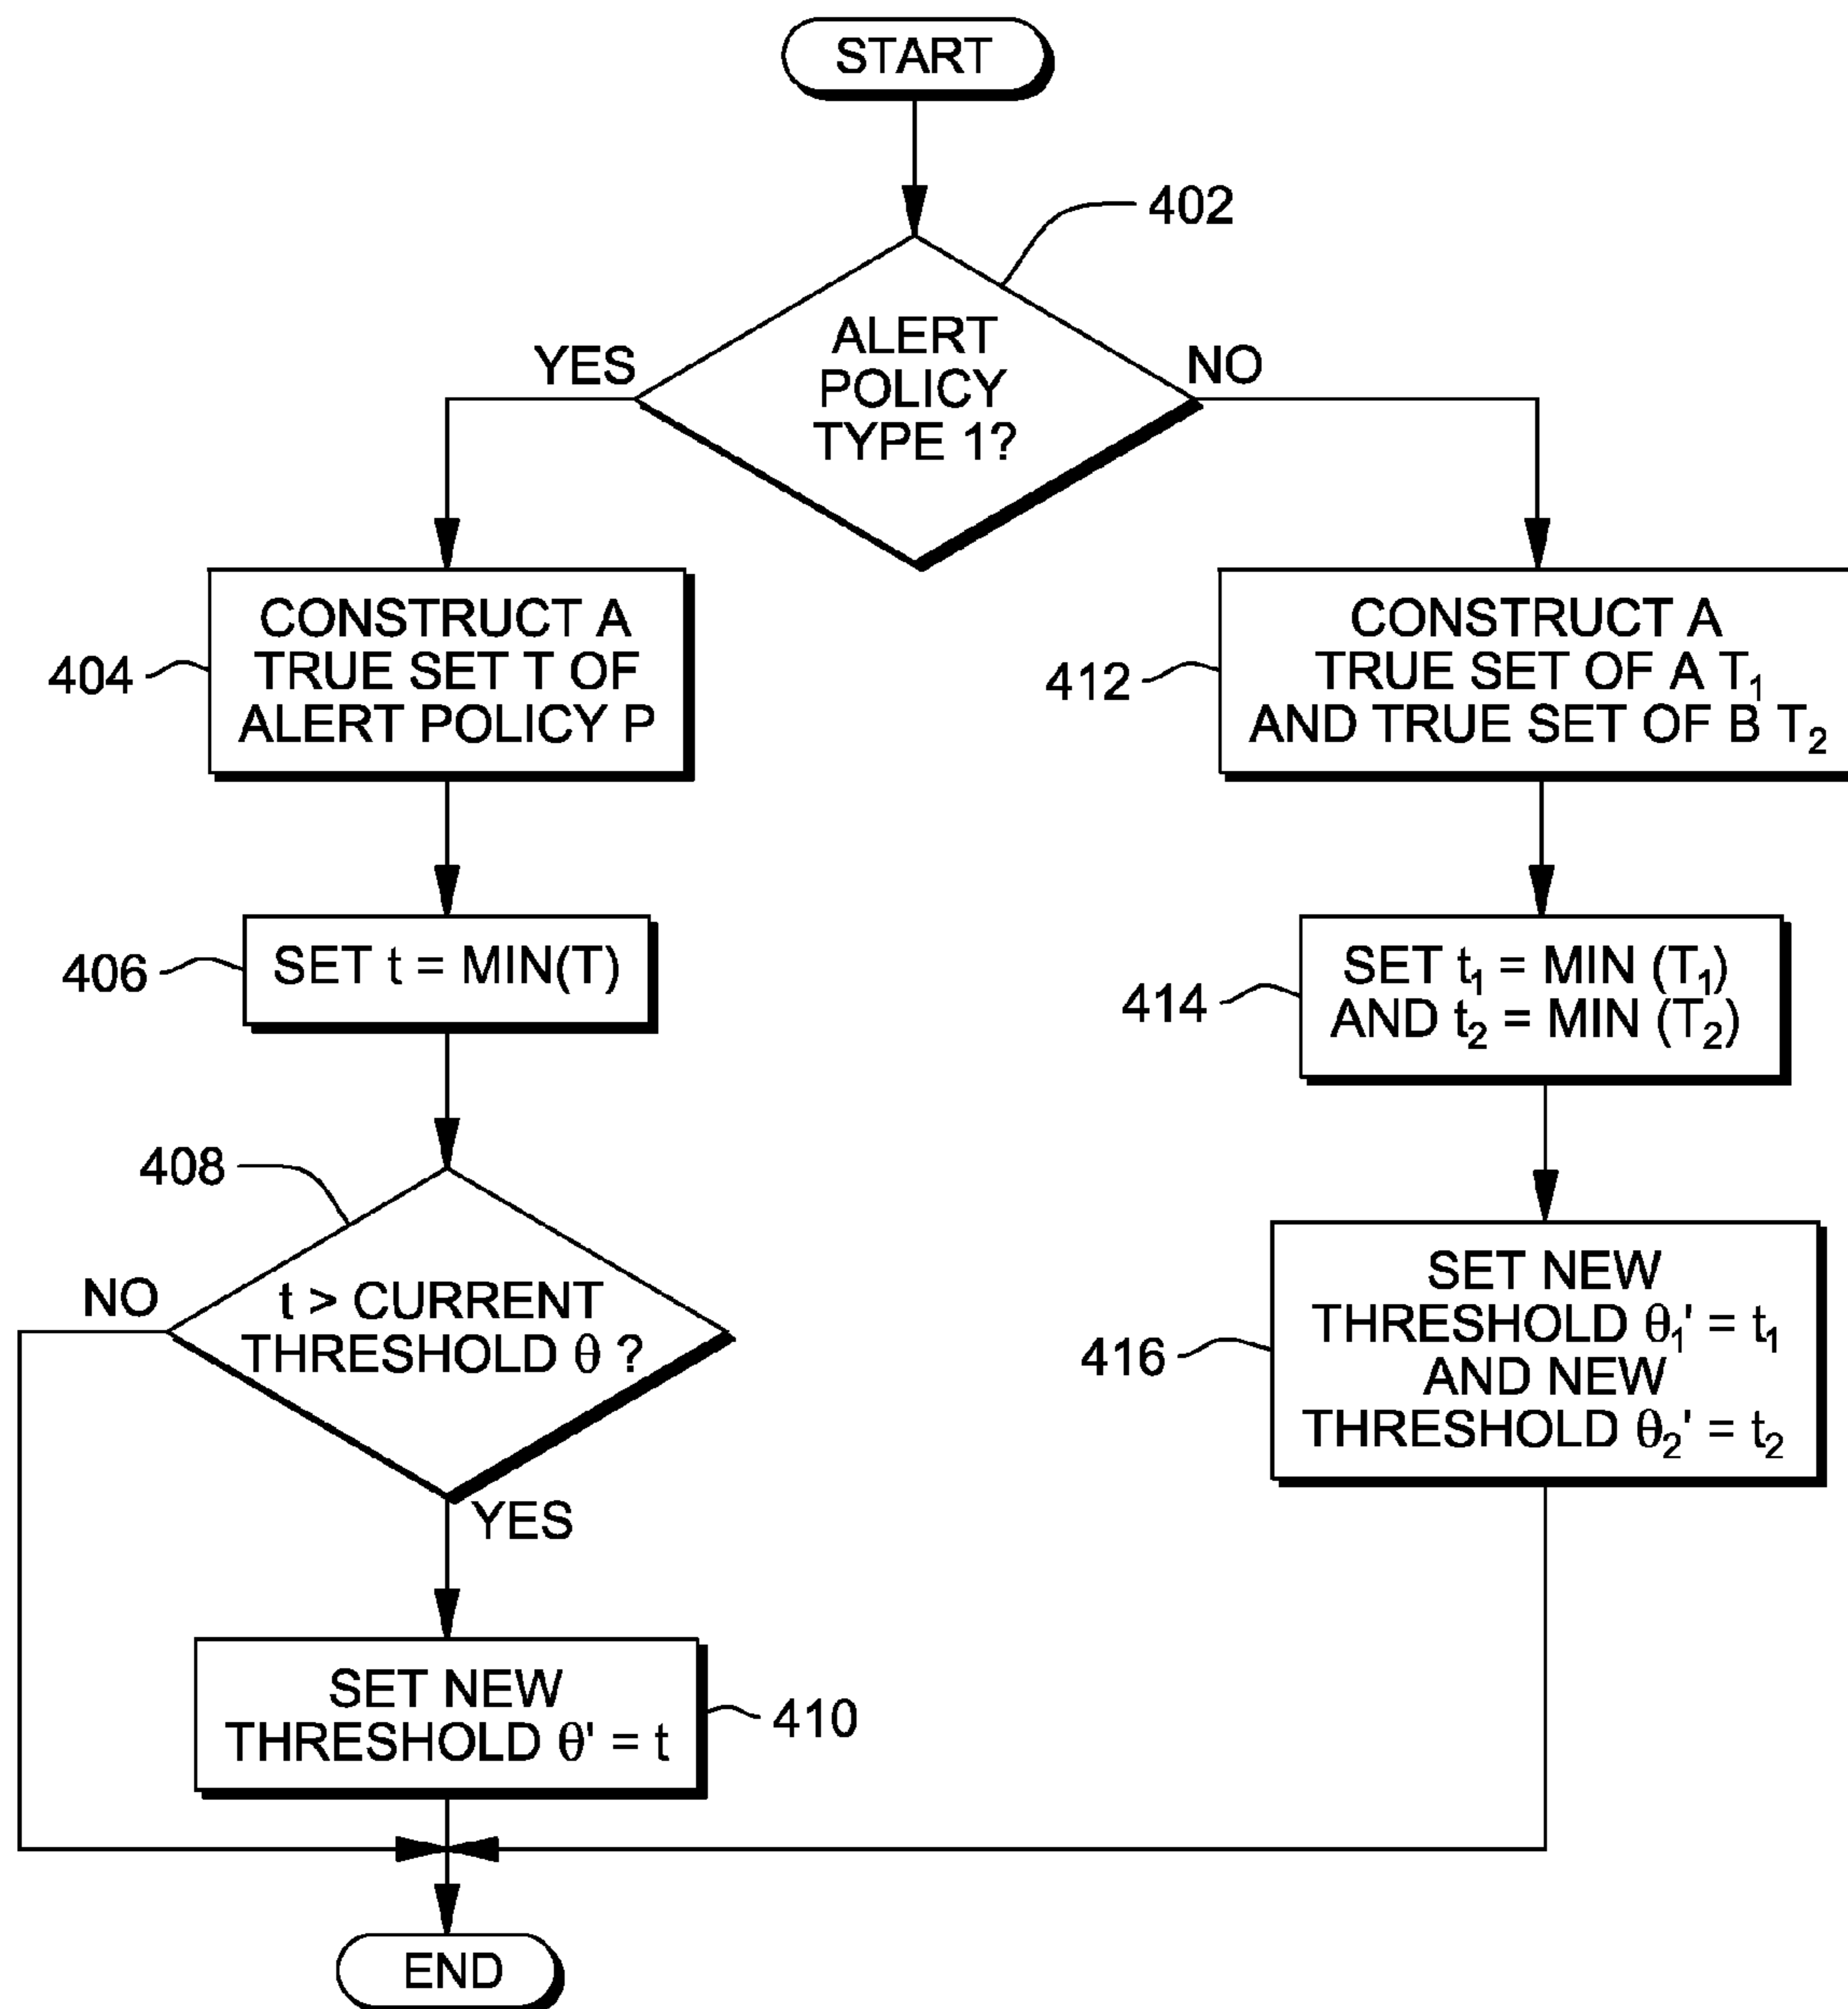 START
402
ALERT
POLICY
TYPE 1?
YES
NO
CONSTRUCT A
TRUE SET T OF
ALERT POLICY P
404
CONSTRUCT A
TRUE SET OF A T₁
AND TRUE SET OF B T₂
412
SET t = MIN(T)
406
SET t₁ = MIN (T₁)
AND t₂ = MIN (T₂)
414
408
t > CURRENT
THRESHOLD θ ?
NO
YES
SET NEW
THRESHOLD θ₁' = t₁
AND NEW
THRESHOLD θ₂' = t₂
416
SET NEW
THRESHOLD θ' = t
410
END